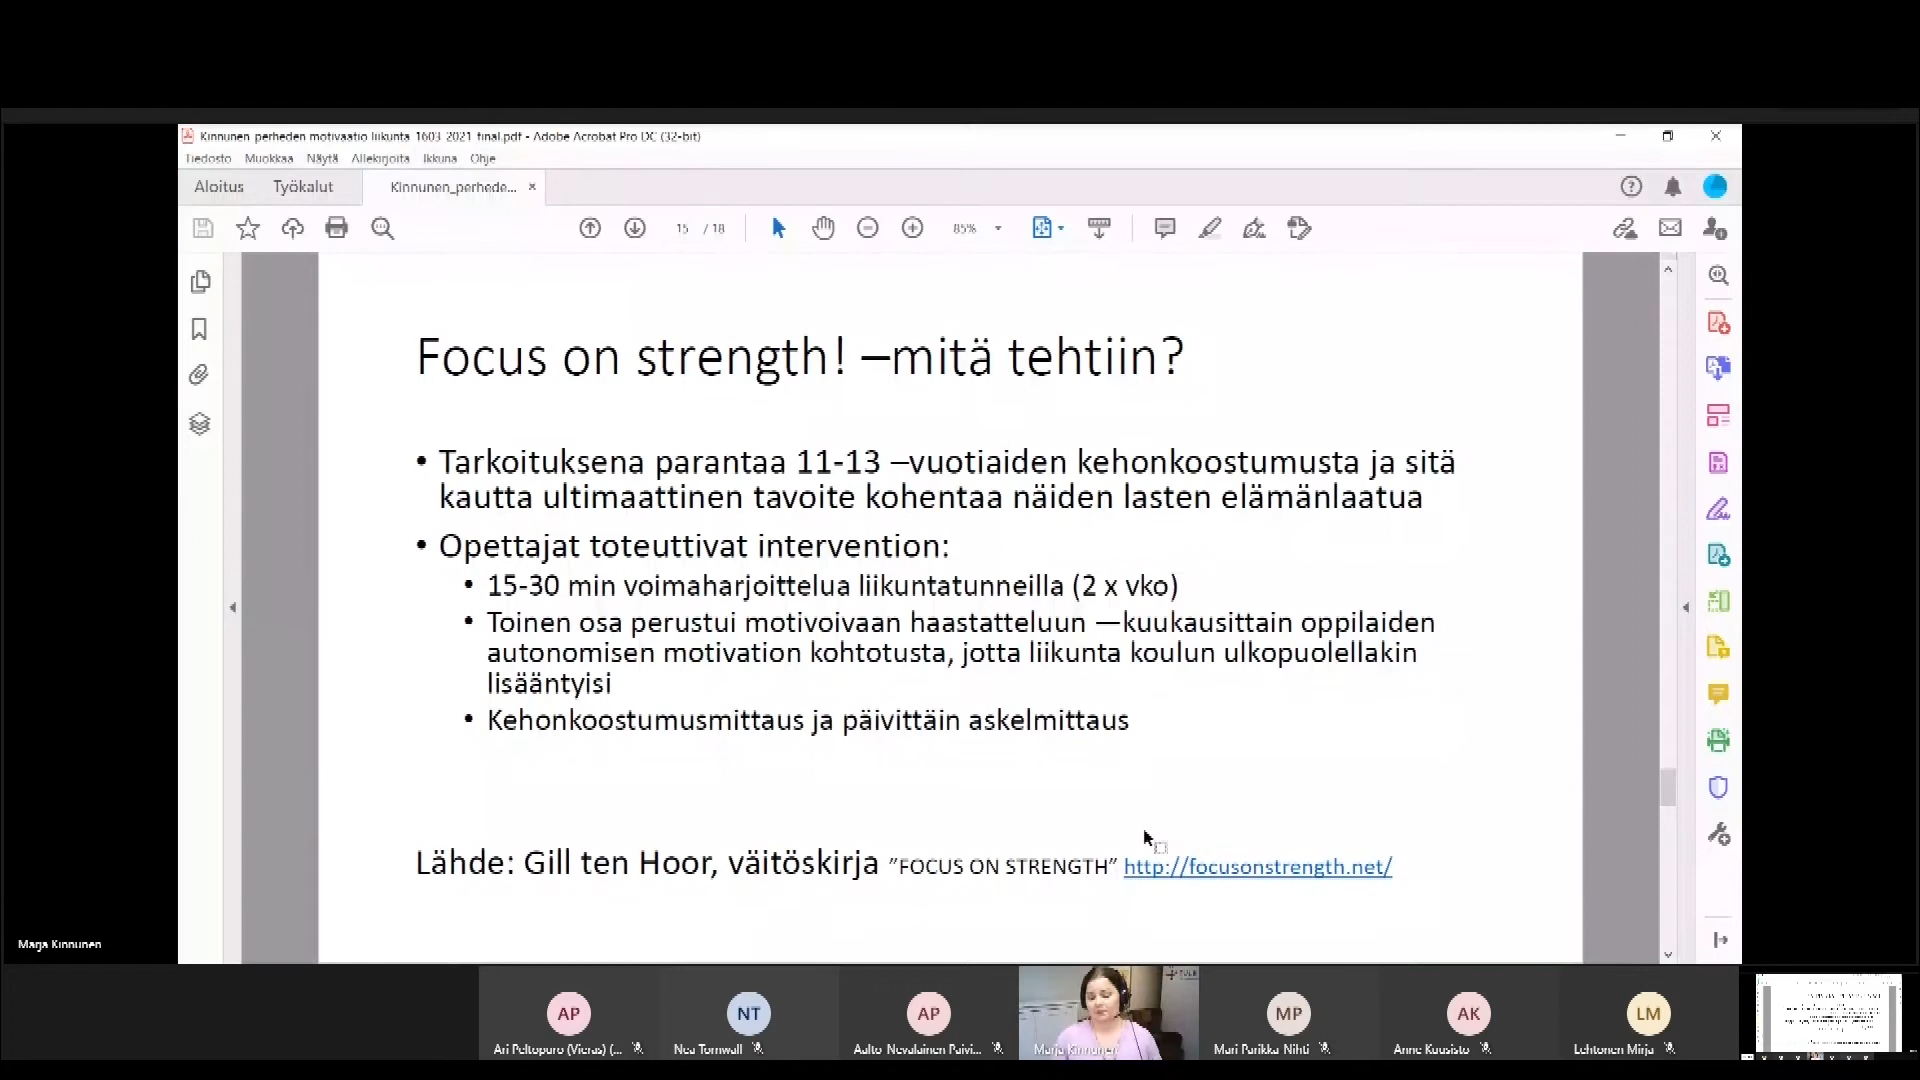 Kinnunen perheden motivaatio liikunta 1603 2021 final.pdf - Adobe Acrobat Pro DC (32-bit)
Tiedosto Muokkaa Näytä Allekirjoita Ikkuna Ohje
Aloitus Työkalut Kinnunen_perhede... ×
15 / 18 85%
Focus on strength! –mitä tehtiin?
• Tarkoituksena parantaa 11-13 –vuotiaiden kehonkoostumusta ja sitä
kautta ultimaattinen tavoite kohentaa näiden lasten elämänlaatua
• Opettajat toteuttivat intervention:
• 15-30 min voimaharjoittelua liikuntatunneilla (2 x vko)
• Toinen osa perustui motivoivaan haastatteluun —kuukausittain oppilaiden
autonomisen motivation kohtotusta, jotta liikunta koulun ulkopuolellakin
lisääntyisi
• Kehonkoostumusmittaus ja päivittäin askelmittaus
Lähde: Gill ten Hoor, väitöskirja ”FOCUS ON STRENGTH” http://focusonstrength.net/
Marja Kinnunen
AP NT AP MP AK LM
Ari Peltopuro (Vieras) (... Nea Tornwall Aalto-Nevalainen Paivi... Marja Kinnunen Mari Parikka-Nihti Anne Kuusisto Lehtonen Mirja